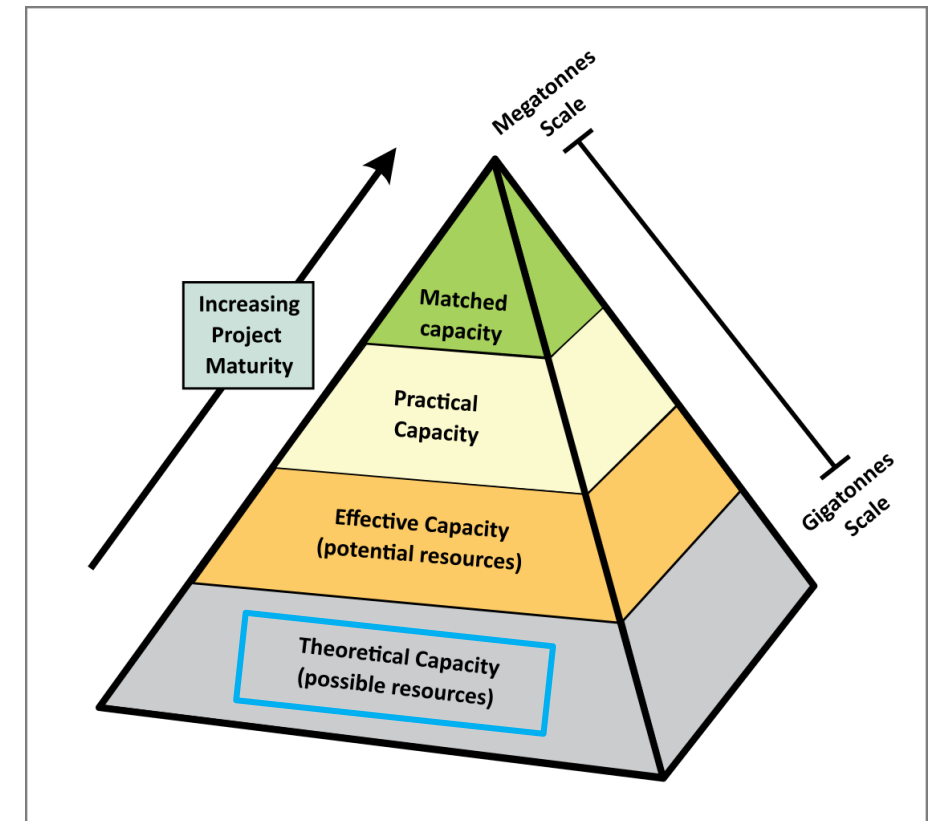 Megatonnes
Scale
Increasing
Project
Maturity
Matched
capacity
Practical
Capacity
Effective Capacity
(potential resources)
Theoretical Capacity
(possible resources)
Gigatonnes
Scale